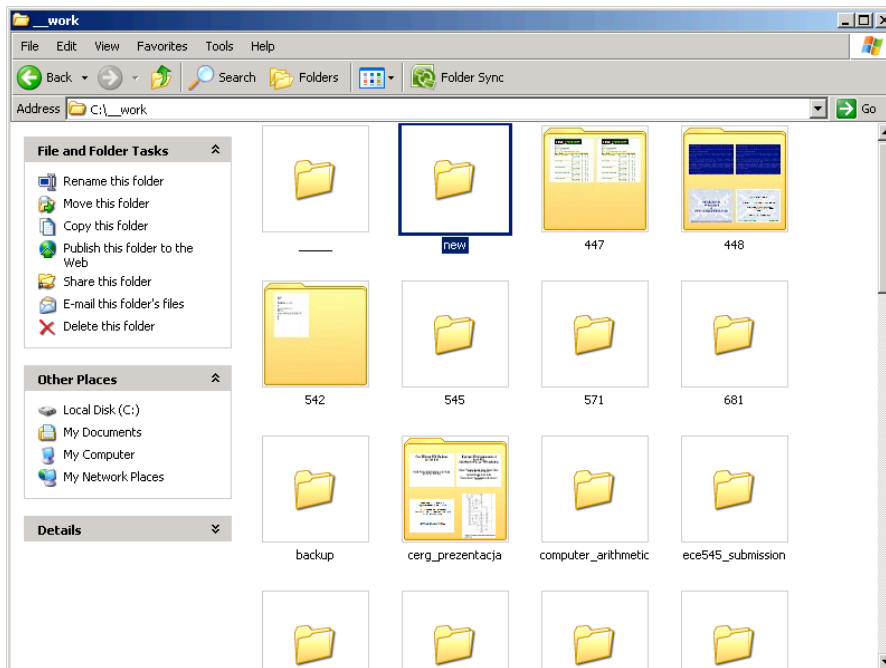 __work
File Edit View Favorites Tools Help
Back Search Folders Folder Sync
Address C:\__work Go
File and Folder Tasks
Rename this folder
Move this folder
Copy this folder
Publish this folder to the
Web
Share this folder
E-mail this folder's files
Delete this folder
Other Places
Local Disk (C:)
My Documents
My Computer
My Network Places
Details
____ new 447 448
542 545 571 681
backup cerg_prezentacja computer_arithmetic ece545_submission